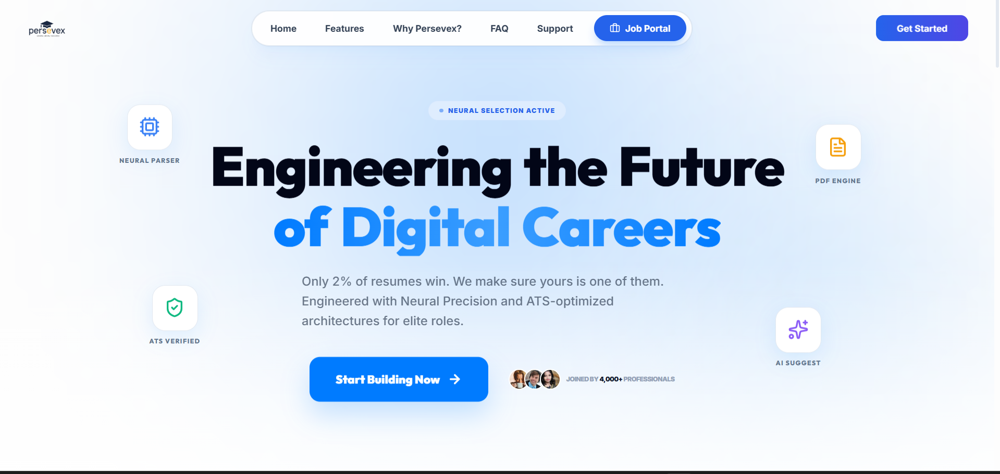 persevex
Home
Features
Why Persevex?
FAQ
Support
Job Portal
Get Started
NEURAL SELECTION ACTIVE
NEURAL PARSER
Engineering the Future
of Digital Careers
PDF ENGINE
Only 2% of resumes win. We make sure yours is one of them.
Engineered with Neural Precision and ATS-optimized
architectures for elite roles.
ATS VERIFIED
AI SUGGEST
Start Building Now
JOINED BY 4,000+ PROFESSIONALS